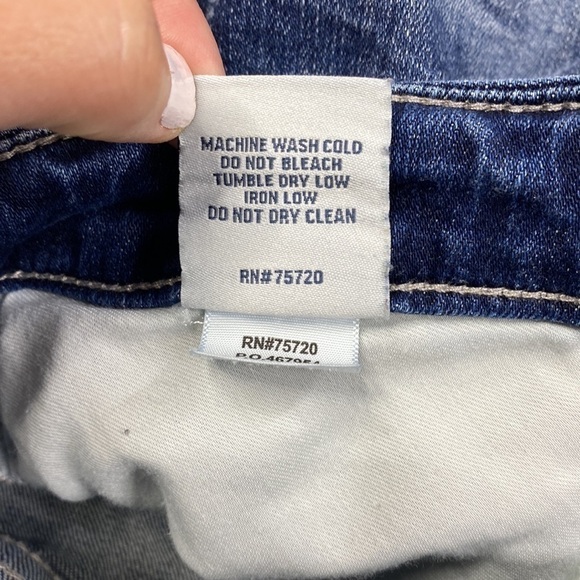 MACHINE WASH COLD
DO NOT BLEACH
TUMBLE DRY LOW
IRON LOW
DO NOT DRY CLEAN
RN#75720
RN#75720
P.O.467954